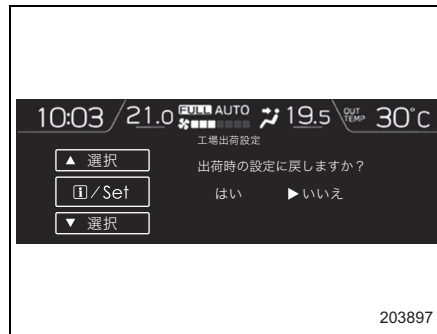 10:03 21.0 FULL AUTO 19.5 OUT TEMP 30°C
工場出荷設定
▲ 選択
出荷時の設定に戻しますか？
i/Set
はい ▶いいえ
▼ 選択
203897